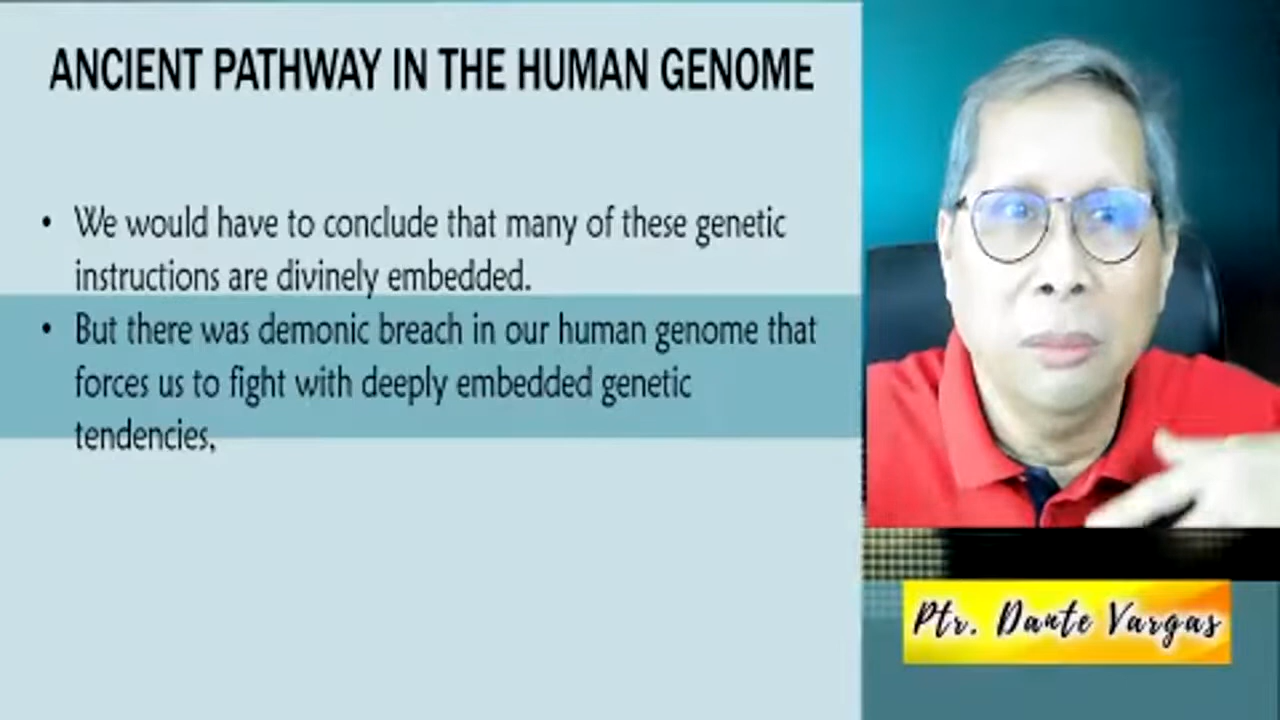 ANCIENT PATHWAY IN THE HUMAN GENOME
• We would have to conclude that many of these genetic
instructions are divinely embedded.
• But there was demonic breach in our human genome that
forces us to fight with deeply embedded genetic
tendencies,
Ptr. Dante Vargas